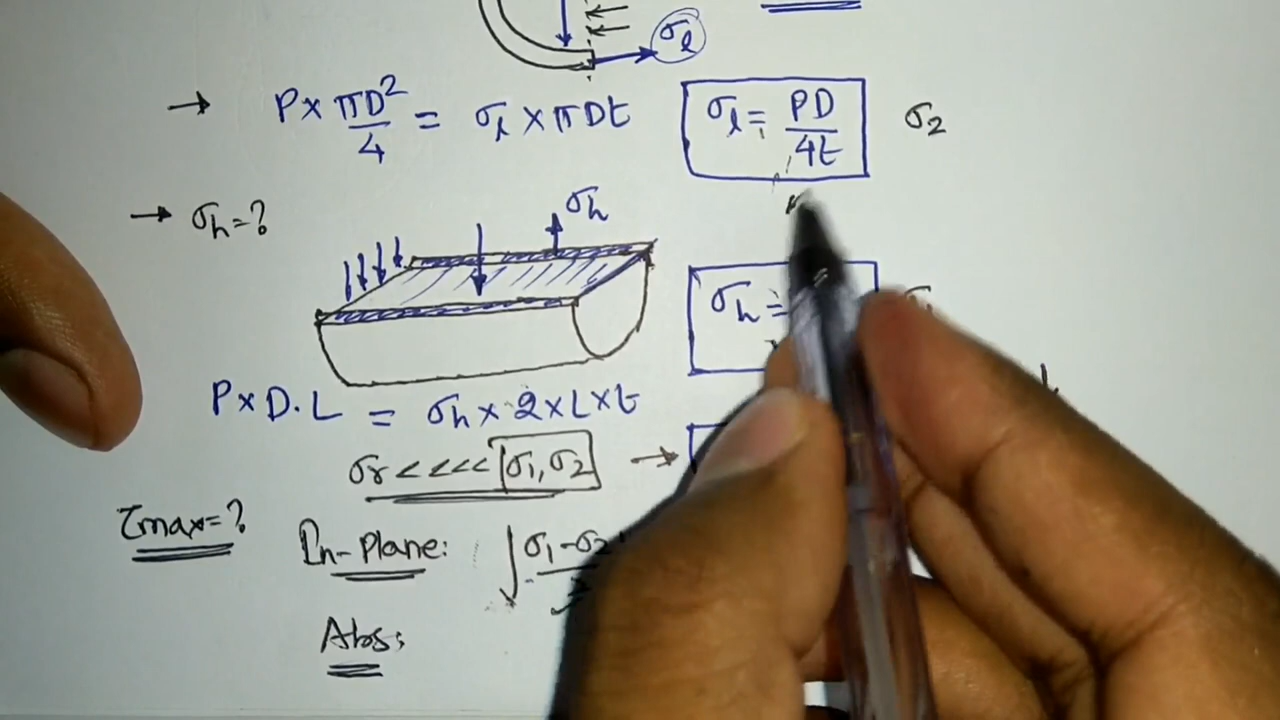 σl
→ P × πD²/4 = σl × πDt
σl = PD/4t
σ2
→ σh = ?
σh
σh =
P × D.L = σh × 2 × L × t
σr <<<< σ1, σ2 →
τmax = ?
In-Plane: | σ1 - σ2
Abs: